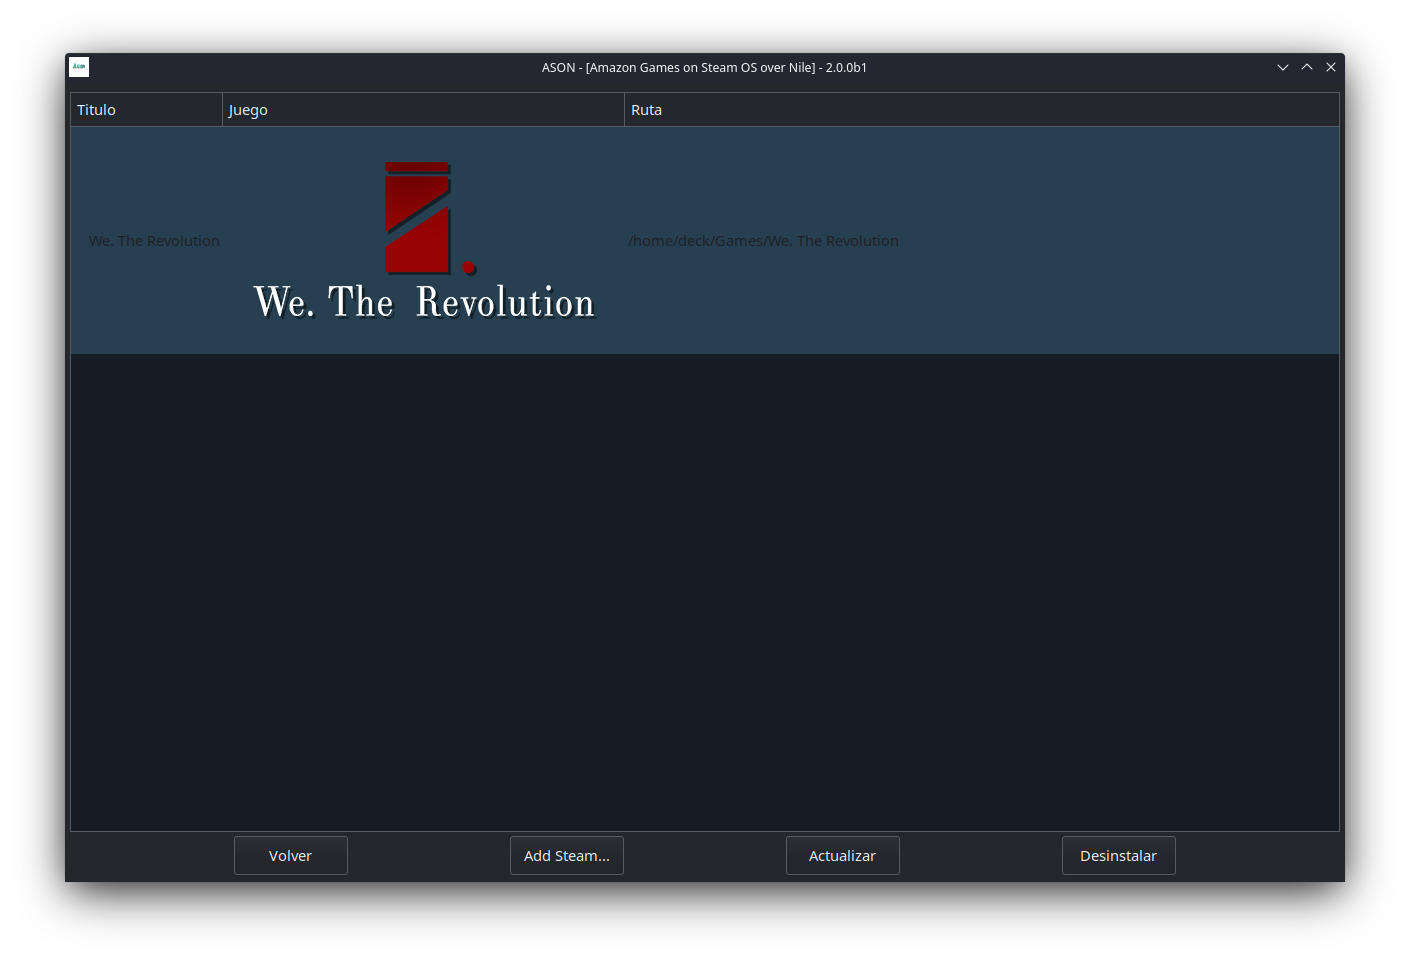 Ason
ASON - [Amazon Games on Steam OS over Nile] - 2.0.0b1
Titulo Juego Ruta
We. The Revolution We. The Revolution /home/deck/Games/We. The Revolution
Volver Add Steam... Actualizar Desinstalar